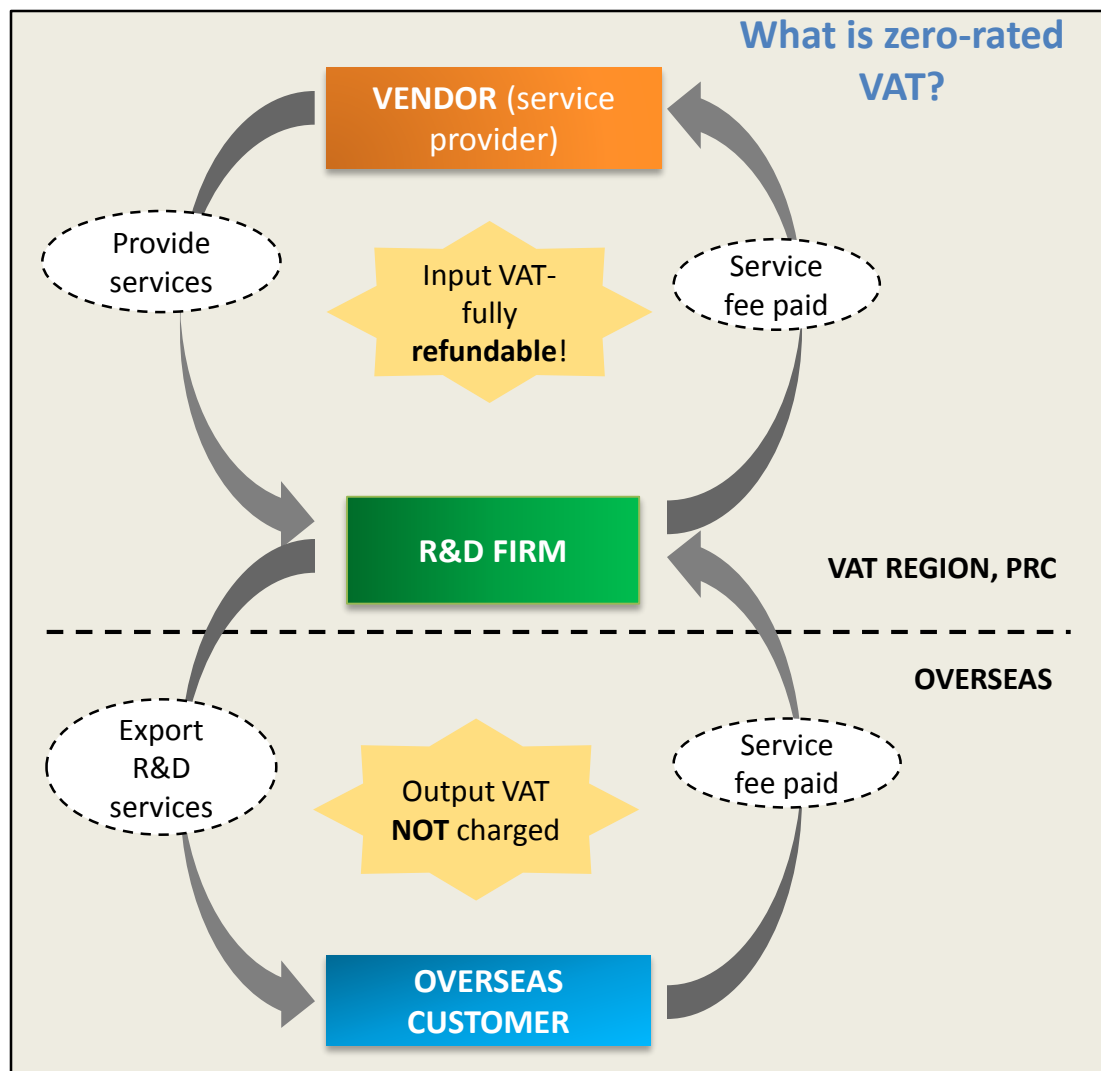 What is zero-rated
VAT?
VENDOR (service
provider)
Provide
services
Input VAT-
fully
refundable!
Service
fee paid
R&D FIRM
VAT REGION, PRC
OVERSEAS
Export
R&D
services
Output VAT
NOT charged
Service
fee paid
OVERSEAS
CUSTOMER